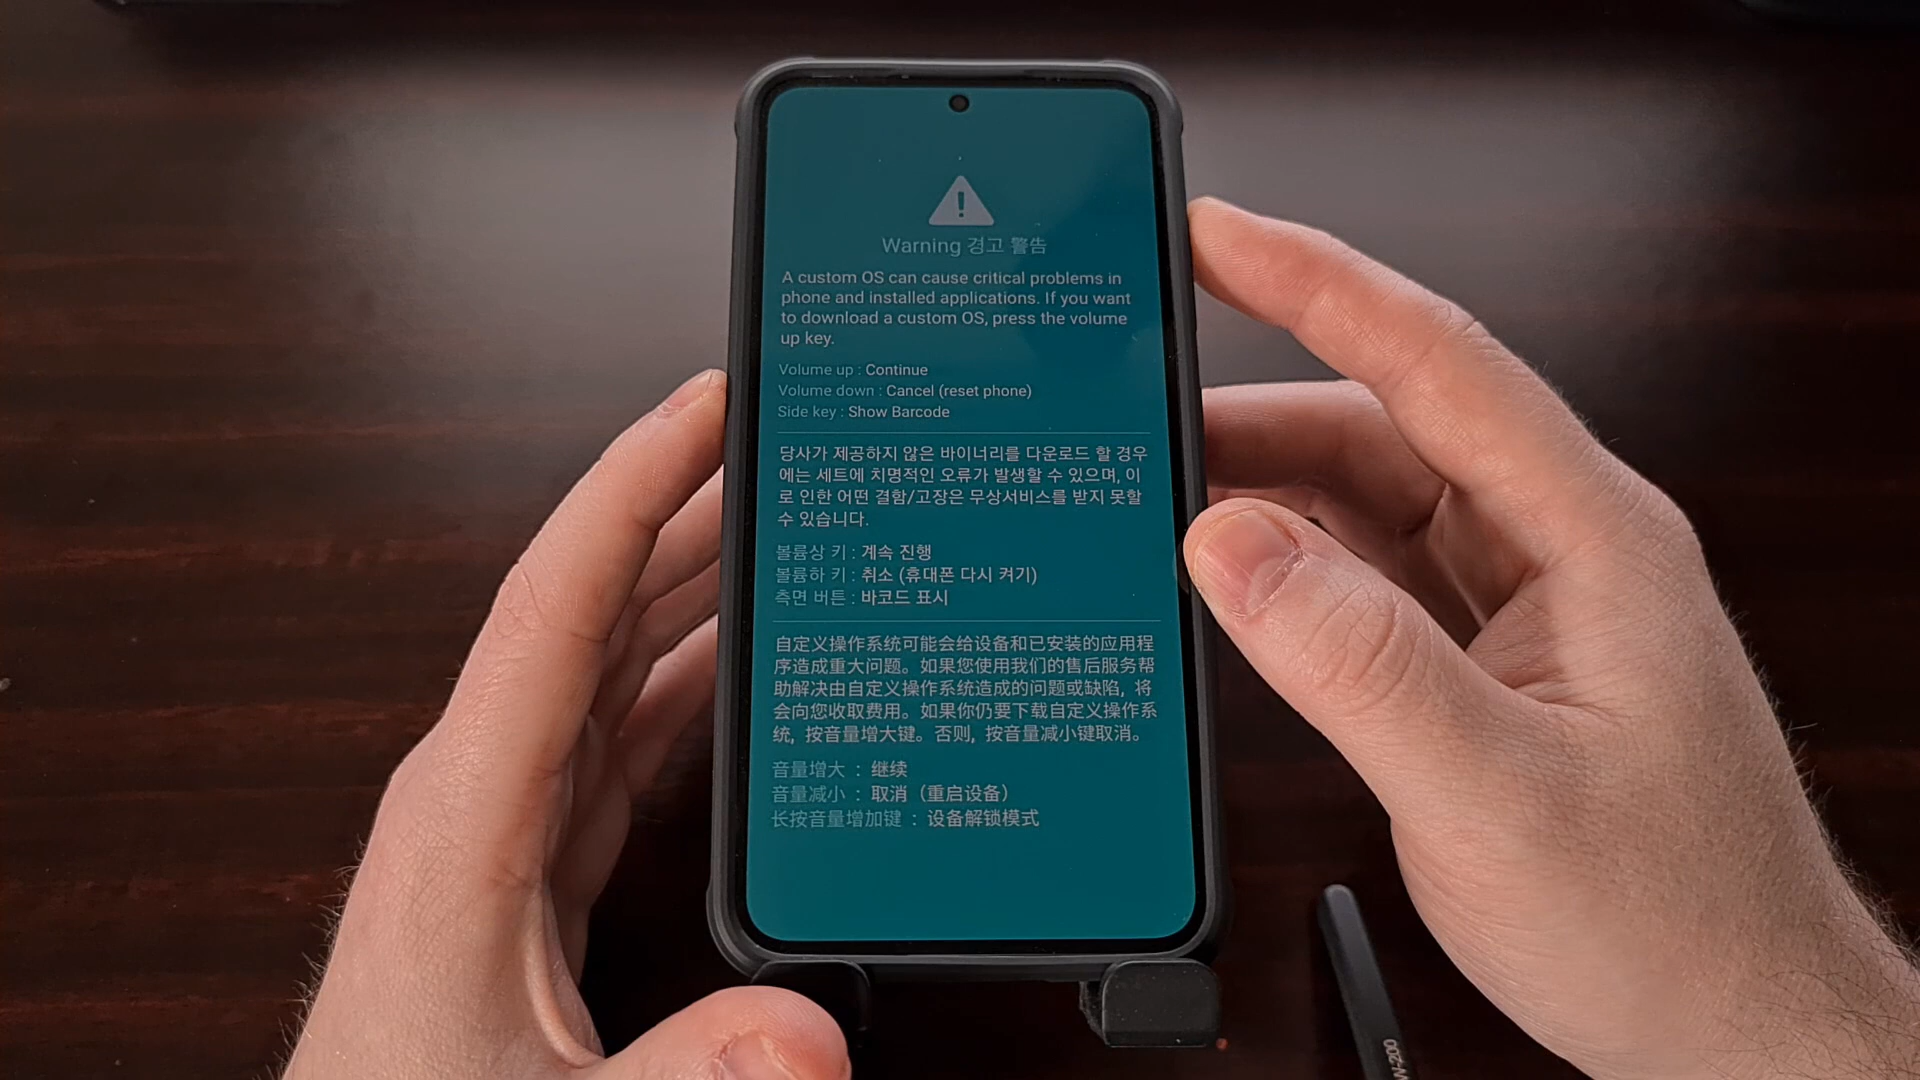 Warning 경고 警告
A custom OS can cause critical problems in
phone and installed applications. If you want
to download a custom OS, press the volume
up key.
Volume up : Continue
Volume down : Cancel (reset phone)
Side key : Show Barcode
당사가 제공하지 않은 바이너리를 다운로드 할 경우
에는 세트에 치명적인 오류가 발생할 수 있으며, 이
로 인한 어떤 결함/고장은 무상서비스를 받지 못할
수 있습니다.
볼륨상 키 : 계속 진행
볼륨하 키 : 취소 (휴대폰 다시 켜기)
측면 버튼 : 바코드 표시
自定义操作系统可能会给设备和已安装的应用程
序造成重大问题。如果您使用我们的售后服务帮
助解决由自定义操作系统造成的问题或缺陷, 将
会向您收取费用。如果你仍要下载自定义操作系
统, 按音量增大键。否则, 按音量减小键取消。
音量增大 : 继续
音量减小 : 取消（重启设备）
长按音量增加键 : 设备解锁模式